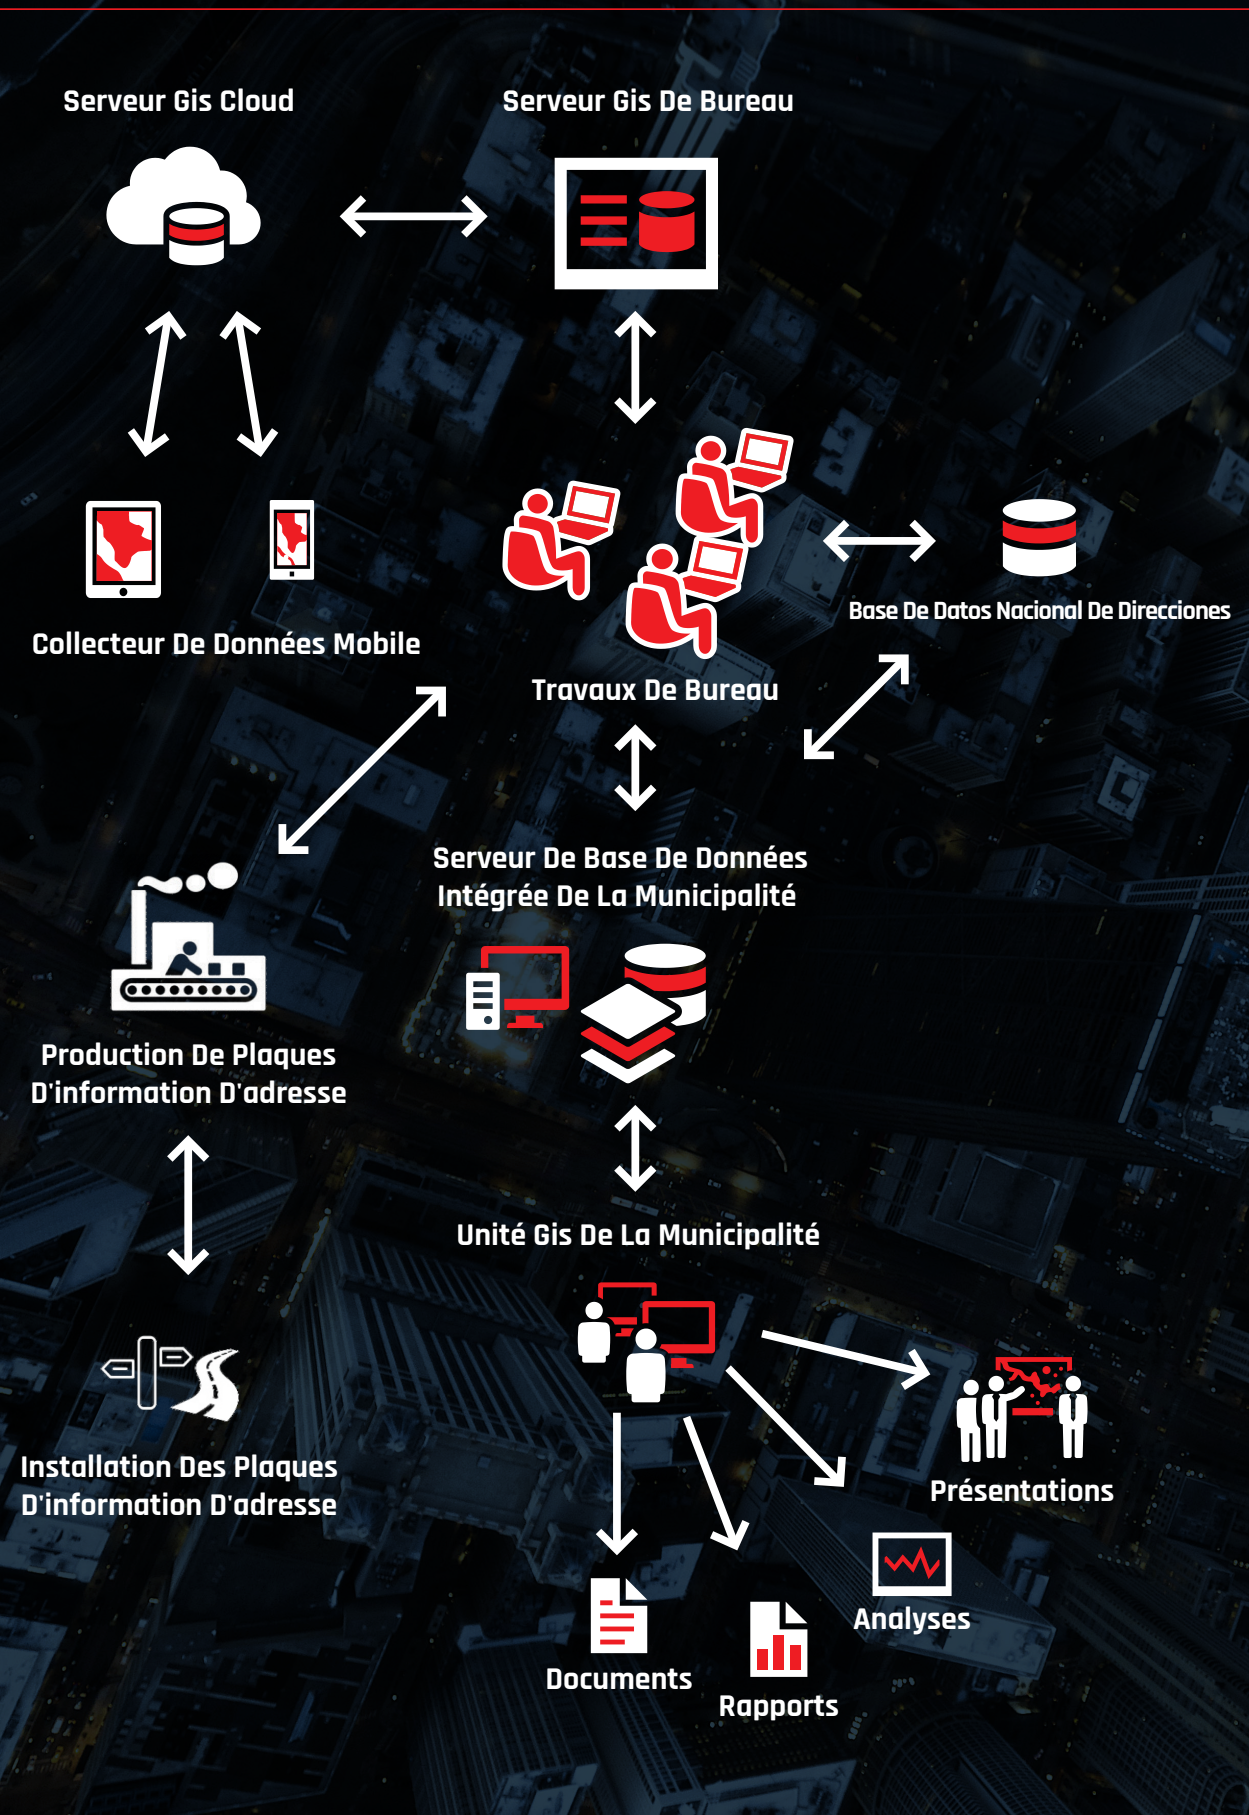 Serveur Gis Cloud
Serveur Gis De Bureau
Collecteur De Données Mobile
Travaux De Bureau
Base De Datos Nacional De Direcciones
Serveur De Base De Données
Intégrée De La Municipalité
Production De Plaques
D'information D'adresse
Unité Gis De La Municipalité
Installation Des Plaques
D'information D'adresse
Présentations
Analyses
Documents
Rapports